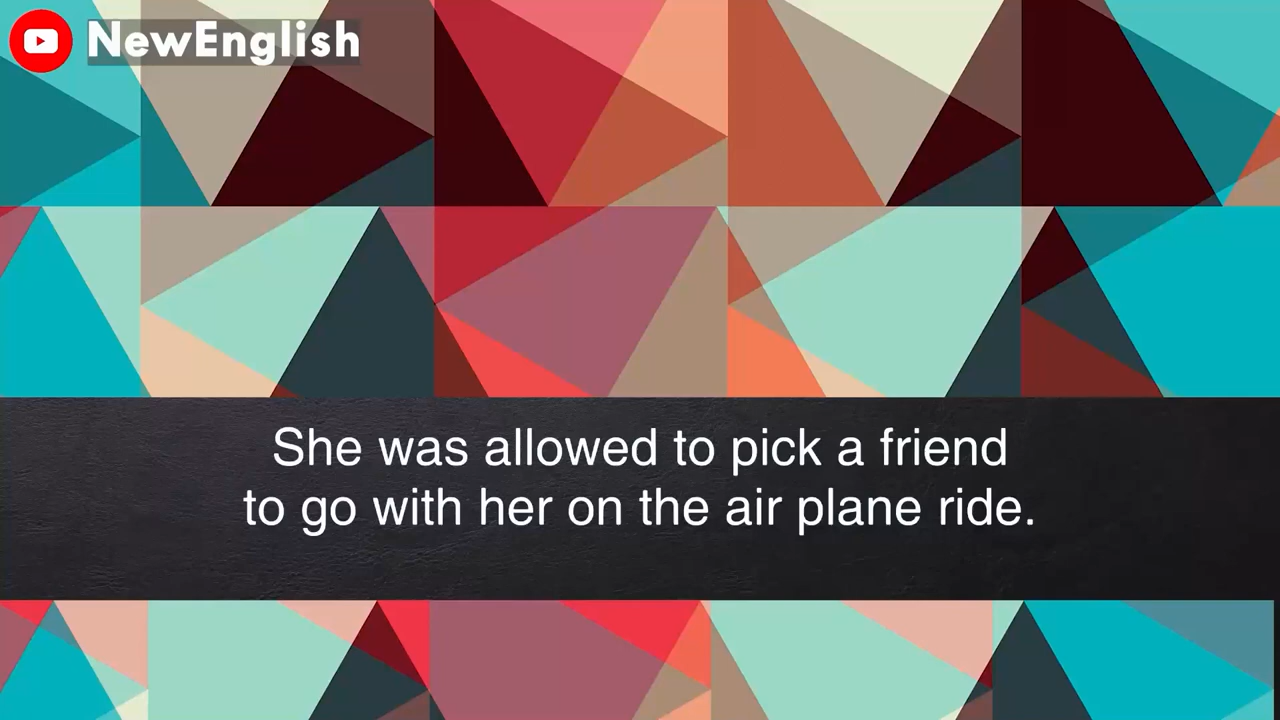 NewEnglish
She was allowed to pick a friend
to go with her on the air plane ride.